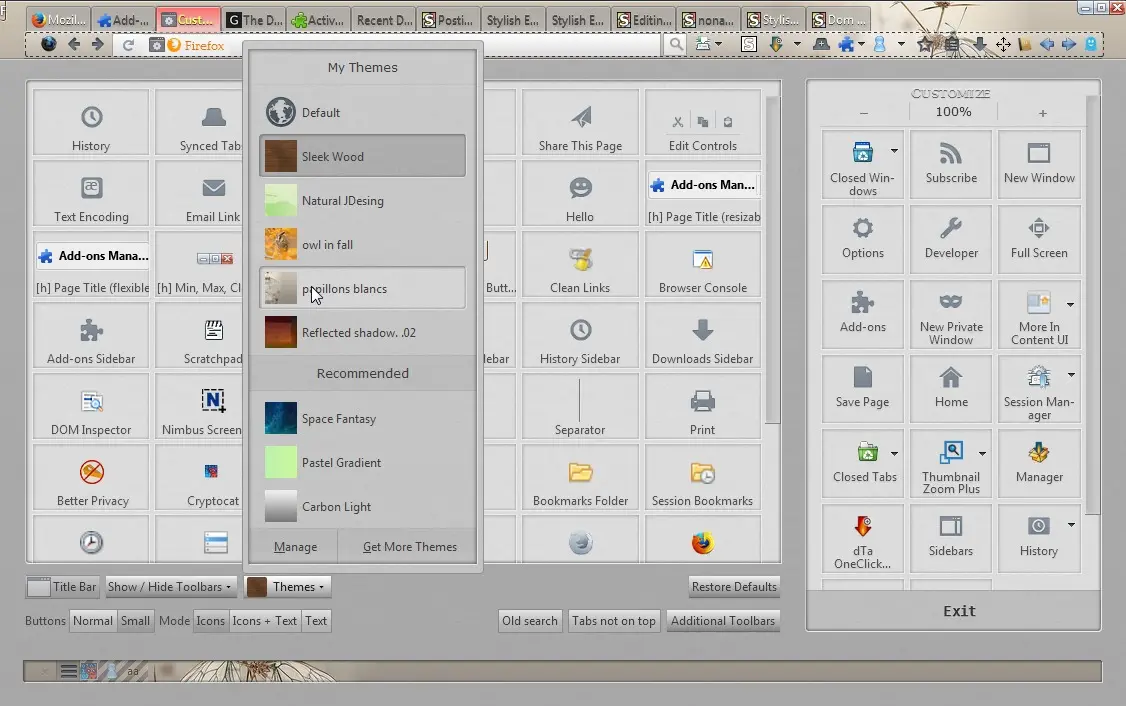 Mozil...
Add-...
Cust...
The D...
Activ...
Recent D...
Posti...
Stylish E...
Stylish E...
Editin...
nona...
Stylis...
Dom ...
Firefox
My Themes
Default
Sleek Wood
Natural JDesing
owl in fall
papillons blancs
Reflected shadow. .02
Recommended
Space Fantasy
Pastel Gradient
Carbon Light
Manage
Get More Themes
History
Synced Tab
Share This Page
Edit Controls
Text Encoding
Email Link
Hello
Add-ons Man...
[h] Page Title (resizab
Add-ons Mana...
[h] Page Title (flexible
[h] Min, Max, Cl
Butt...
Clean Links
Browser Console
Add-ons Sidebar
Scratchpad
lebar
History Sidebar
Downloads Sidebar
DOM Inspector
Nimbus Screen
Separator
Print
Better Privacy
Cryptocat
Bookmarks Folder
Session Bookmarks
CUSTOMIZE
− 100% +
Closed Win-
dows
Subscribe
New Window
Options
Developer
Full Screen
Add-ons
New Private
Window
More In
Content UI
Save Page
Home
Session Man-
ager
Closed Tabs
Thumbnail
Zoom Plus
Manager
dTa
OneClick...
Sidebars
History
Exit
Title Bar
Show / Hide Toolbars
Themes
Restore Defaults
Buttons
Normal
Small
Mode
Icons
Icons + Text
Text
Old search
Tabs not on top
Additional Toolbars
aa